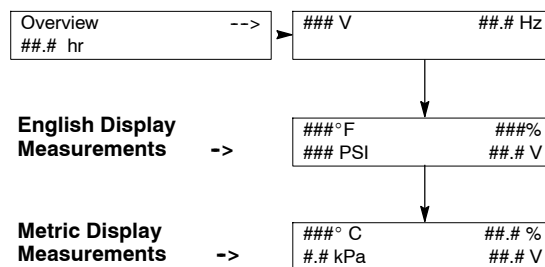 Overview -->
##.# hr
### V ##.# Hz
English Display
Measurements ->
###°F ###%
### PSI ##.# V
Metric Display
Measurements ->
###° C ##.# %
#.# kPa ##.# V